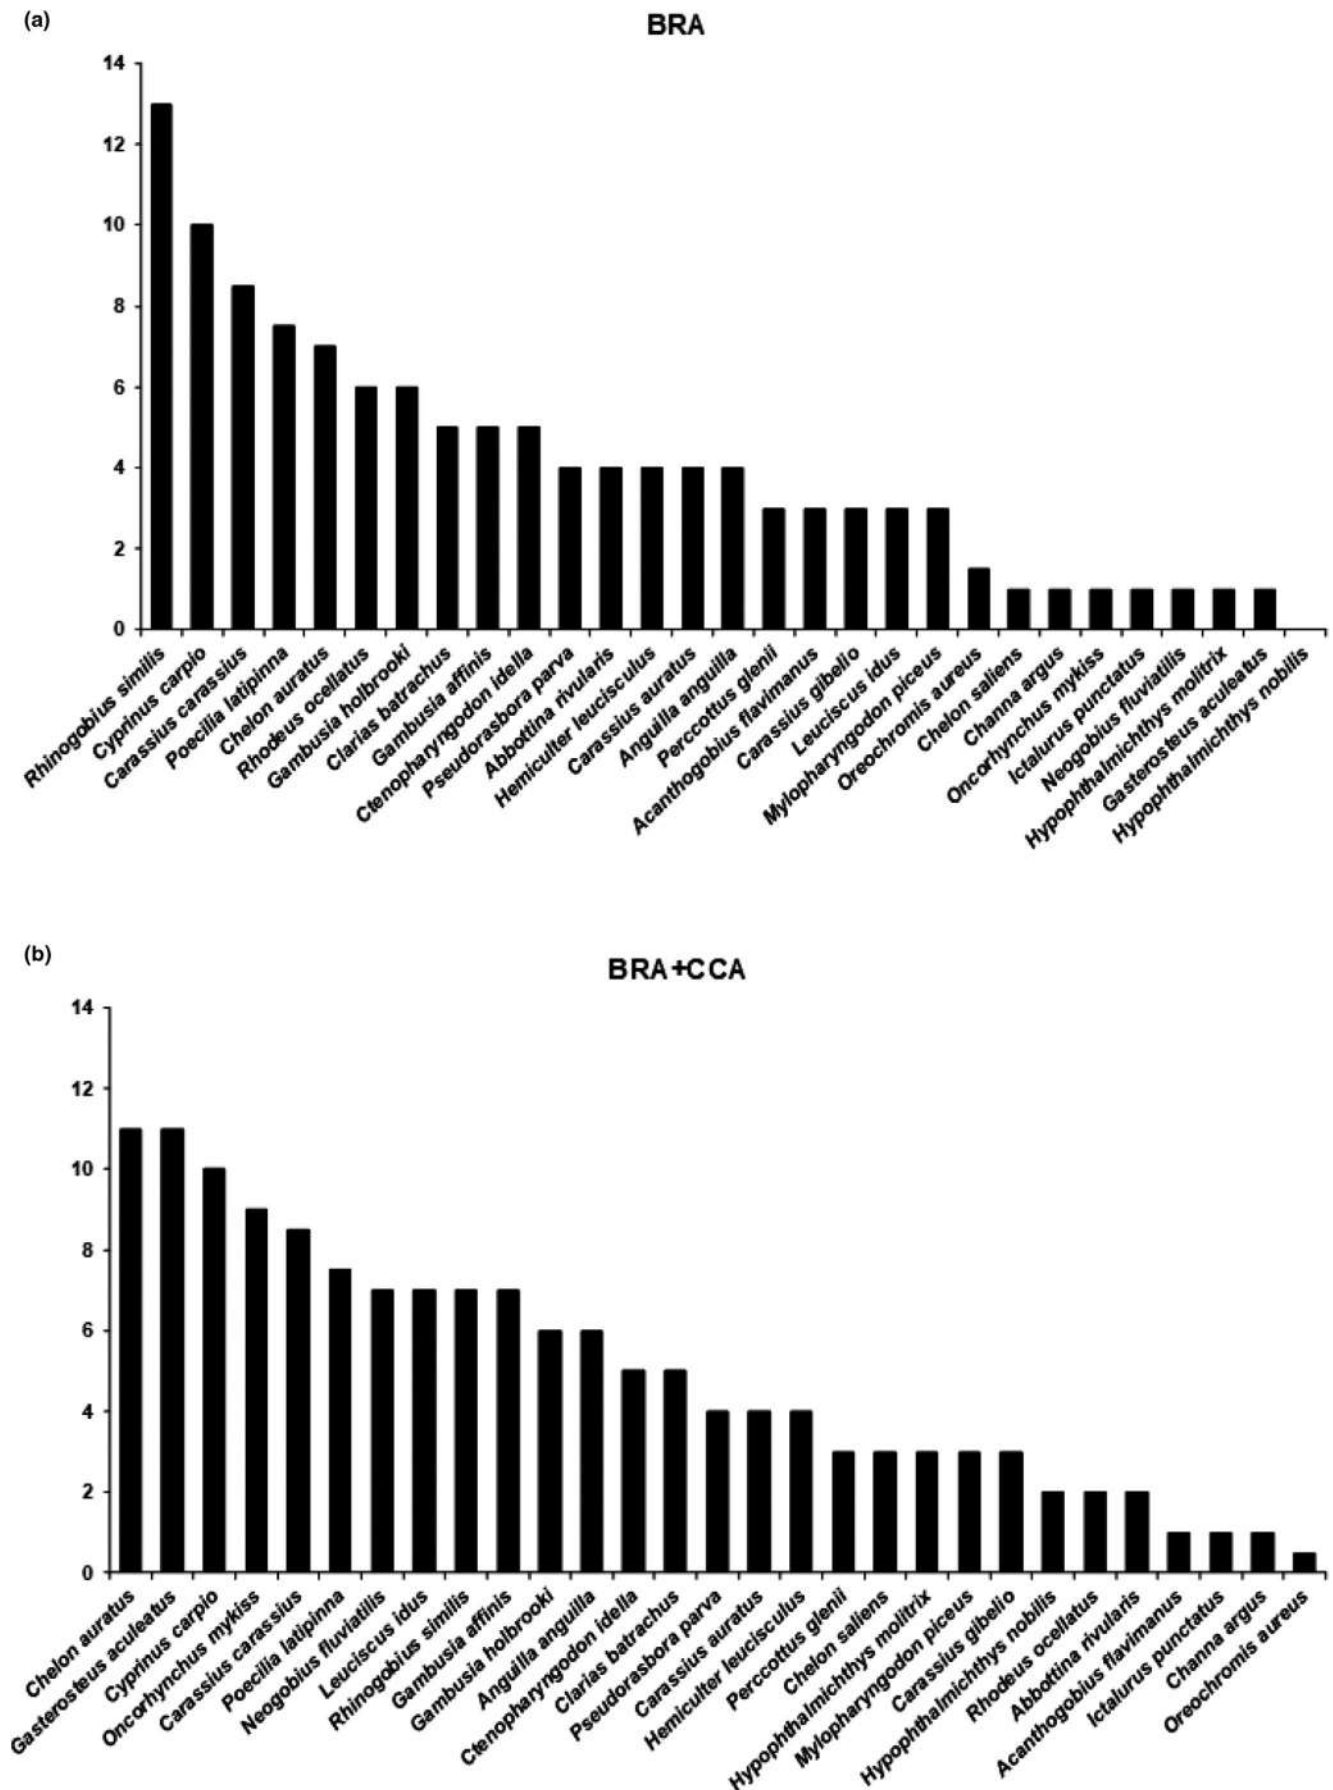 (a)
BRA
14
12
10
8
6
4
2
0
Rhinogobius similis
Cyprinus carpio
Carassius carassius
Poecilia latipinna
Chelon auratus
Rhodeus ocellatus
Gambusia holbrooki
Clarias batrachus
Gambusia affinis
Ctenopharyngodon idella
Pseudorasbora parva
Abbottina rivularis
Hemiculter leucisculus
Carassius auratus
Anguilla anguilla
Perccottus glenii
Acanthogobius flavimanus
Carassius gibelio
Leuciscus idus
Mylopharyngodon piceus
Oreochromis aureus
Chelon saliens
Channa argus
Oncorhynchus mykiss
Ictalurus punctatus
Neogobius fluviatilis
Hypophthalmichthys molitrix
Gasterosteus aculeatus
Hypophthalmichthys nobilis
(b)
BRA+CCA
14
12
10
8
6
4
2
0
Chelon auratus
Gasterosteus aculeatus
Cyprinus carpio
Oncorhynchus mykiss
Carassius carassius
Poecilia latipinna
Neogobius fluviatilis
Leuciscus idus
Rhinogobius similis
Gambusia affinis
Gambusia holbrooki
Anguilla anguilla
Ctenopharyngodon idella
Clarias batrachus
Pseudorasbora parva
Carassius auratus
Hemiculter leucisculus
Perccottus glenii
Chelon saliens
Hypophthalmichthys molitrix
Mylopharyngodon piceus
Carassius gibelio
Hypophthalmichthys nobilis
Rhodeus ocellatus
Abbottina rivularis
Acanthogobius flavimanus
Ictalurus punctatus
Channa argus
Oreochromis aureus